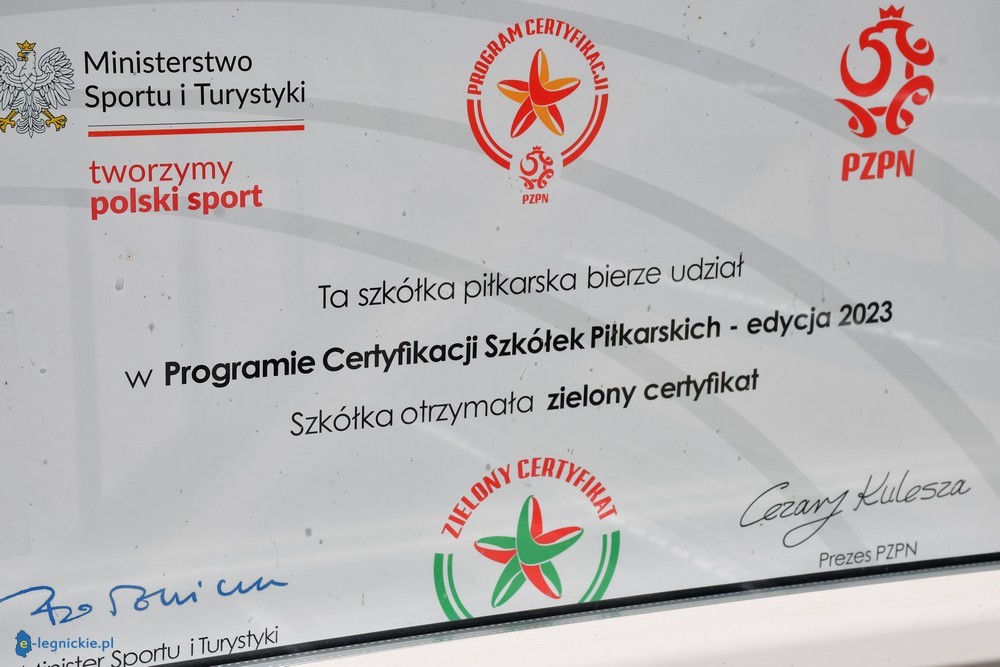 Ministerstwo
Sportu i Turystyki
tworzymy
polski sport
PROGRAM CERTYFIKACJI
PZPN
PZPN
Ta szkółka piłkarska bierze udział
w Programie Certyfikacji Szkółek Piłkarskich - edycja 2023
Szkółka otrzymała zielony certyfikat
ZIELONY CERTYFIKAT
Cezary Kulesza
Prezes PZPN
e-legnickie.pl
Minister Sportu i Turystyki